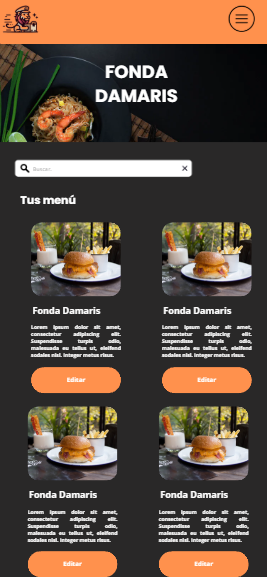 FONDA
DAMARIS
Buscar
Tus menú
Fonda Damaris
Lorem ipsum dolor sit amet,
consectetur adipiscing elit.
Suspendisse turpis odio,
malesuada eu tellus ut, eleifend
sodales nisl. Integer metus risus.
Editar
Fonda Damaris
Lorem ipsum dolor sit amet,
consectetur adipiscing elit.
Suspendisse turpis odio,
malesuada eu tellus ut, eleifend
sodales nisl. Integer metus risus.
Editar
Fonda Damaris
Lorem ipsum dolor sit amet,
consectetur adipiscing elit.
Suspendisse turpis odio,
malesuada eu tellus ut, eleifend
sodales nisl. Integer metus risus.
Editar
Fonda Damaris
Lorem ipsum dolor sit amet,
consectetur adipiscing elit.
Suspendisse turpis odio,
malesuada eu tellus ut, eleifend
sodales nisl. Integer metus risus.
Editar